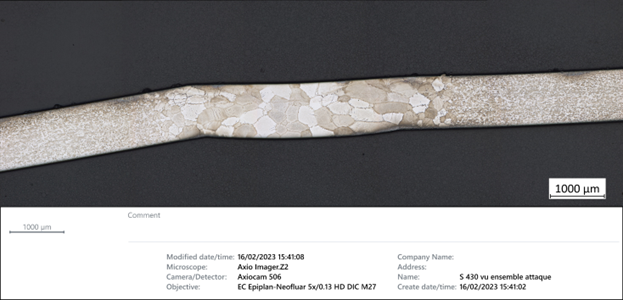 1000 µm
Comment
1000 µm
Modified date/time: 16/02/2023 15:41:08
Microscope: Axio Imager.Z2
Camera/Detector: Axiocam 506
Objective: EC Epiplan-Neofluar 5x/0.13 HD DIC M27
Company Name:
Address:
Name: S 430 vu ensemble attaque
Create date/time: 16/02/2023 15:41:02